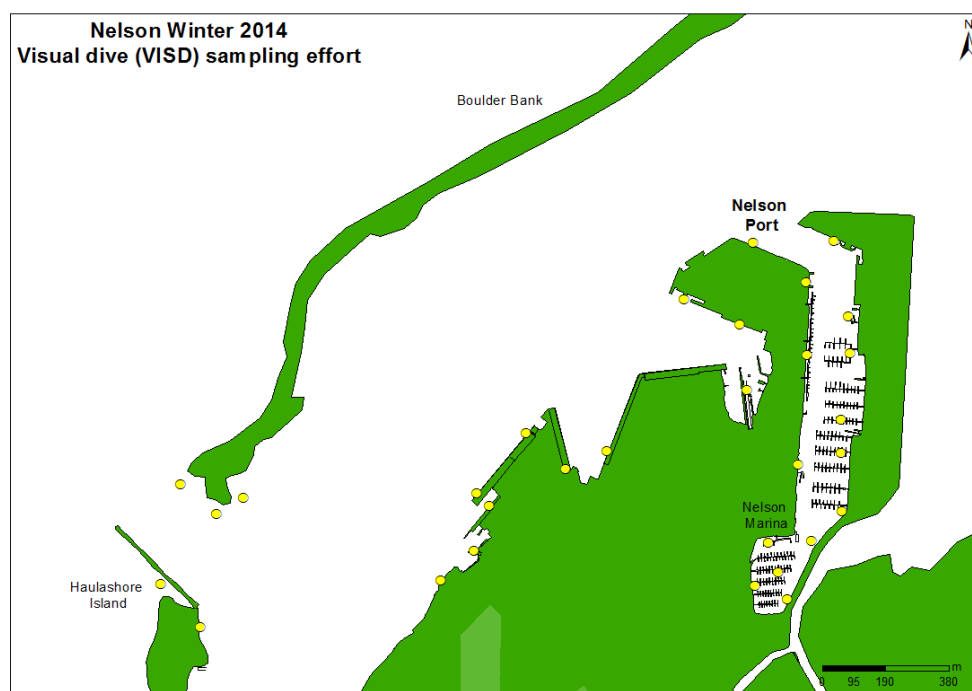 Nelson Winter 2014
Visual dive (VISD) sampling effort
N
Boulder Bank
Nelson
Port
Nelson
Marina
Haulashore
Island
m
0 95 190 380